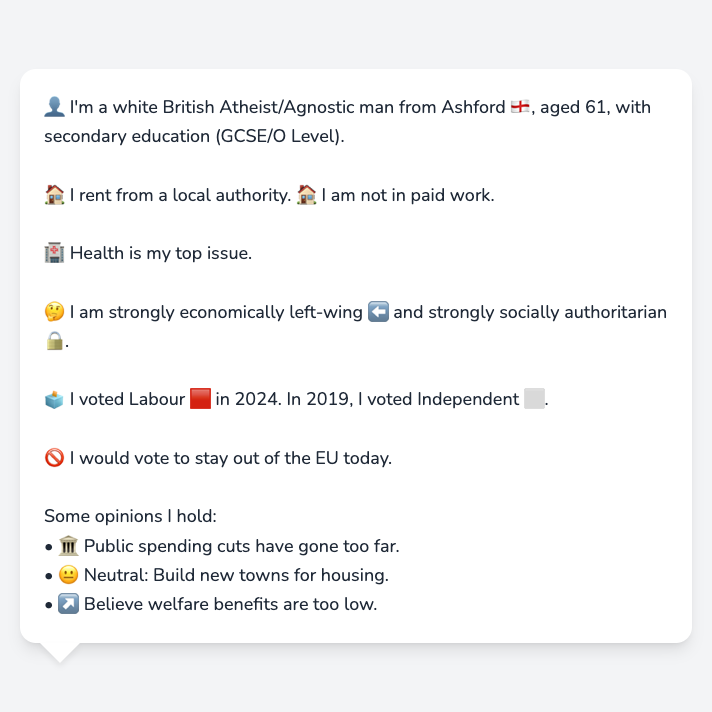 👤 I'm a white British Atheist/Agnostic man from Ashford 🏴󠁧󠁢󠁥󠁮󠁧󠁿, aged 61, with
secondary education (GCSE/O Level).
🏠 I rent from a local authority. 🏠 I am not in paid work.
🏥 Health is my top issue.
🤔 I am strongly economically left-wing ⬅️ and strongly socially authoritarian
🔒.
🗳️ I voted Labour 🟥 in 2024. In 2019, I voted Independent ⬜.
🚫 I would vote to stay out of the EU today.
Some opinions I hold:
• 🏛️ Public spending cuts have gone too far.
• 😐 Neutral: Build new towns for housing.
• ↗️ Believe welfare benefits are too low.